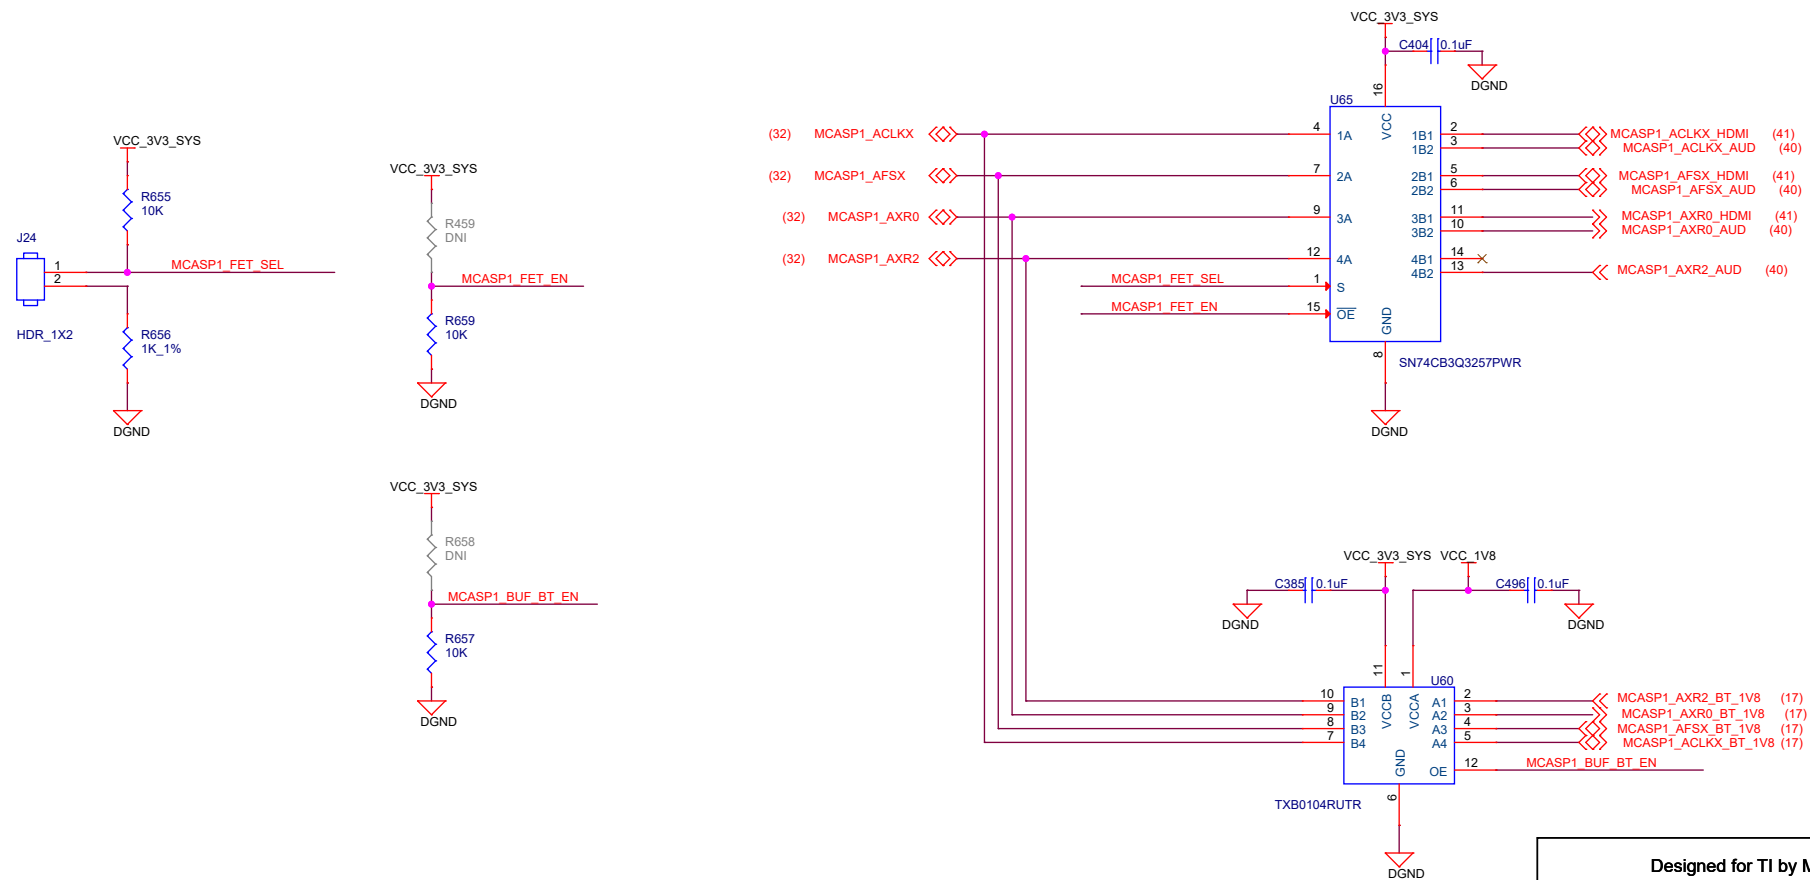 VCC_3V3_SYS
R655
10K
J24
1
2
MCASP1_FET_SEL
HDR_1X2
R656
1K_1%
DGND
VCC_3V3_SYS
R459
DNI
MCASP1_FET_EN
R659
10K
DGND
VCC_3V3_SYS
R658
DNI
MCASP1_BUF_BT_EN
R657
10K
DGND
VCC_3V3_SYS
C404 0.1uF
DGND
16
U65
VCC
(32) MCASP1_ACLKX 4 1A
1B1 2 MCASP1_ACLKX_HDMI (41)
1B2 3 MCASP1_ACLKX_AUD (40)
(32) MCASP1_AFSX 7 2A
2B1 5 MCASP1_AFSX_HDMI (41)
2B2 6 MCASP1_AFSX_AUD (40)
(32) MCASP1_AXR0 9 3A
3B1 11 MCASP1_AXR0_HDMI (41)
3B2 10 MCASP1_AXR0_AUD (40)
(32) MCASP1_AXR2 12 4A
4B1 14
4B2 13 MCASP1_AXR2_AUD (40)
MCASP1_FET_SEL 1 S
MCASP1_FET_EN 15 OE
GND
8
SN74CB3Q3257PWR
DGND
VCC_3V3_SYS VCC_1V8
C385 0.1uF
C496 0.1uF
DGND
DGND
11
1
U60
VCCB
VCCA
10 B1 A1 2 MCASP1_AXR2_BT_1V8 (17)
9 B2 A2 3 MCASP1_AXR0_BT_1V8 (17)
8 B3 A3 4 MCASP1_AFSX_BT_1V8 (17)
7 B4 A4 5 MCASP1_ACLKX_BT_1V8 (17)
GND
OE 12 MCASP1_BUF_BT_EN
6
TXB0104RUTR
DGND
Designed for TI by M